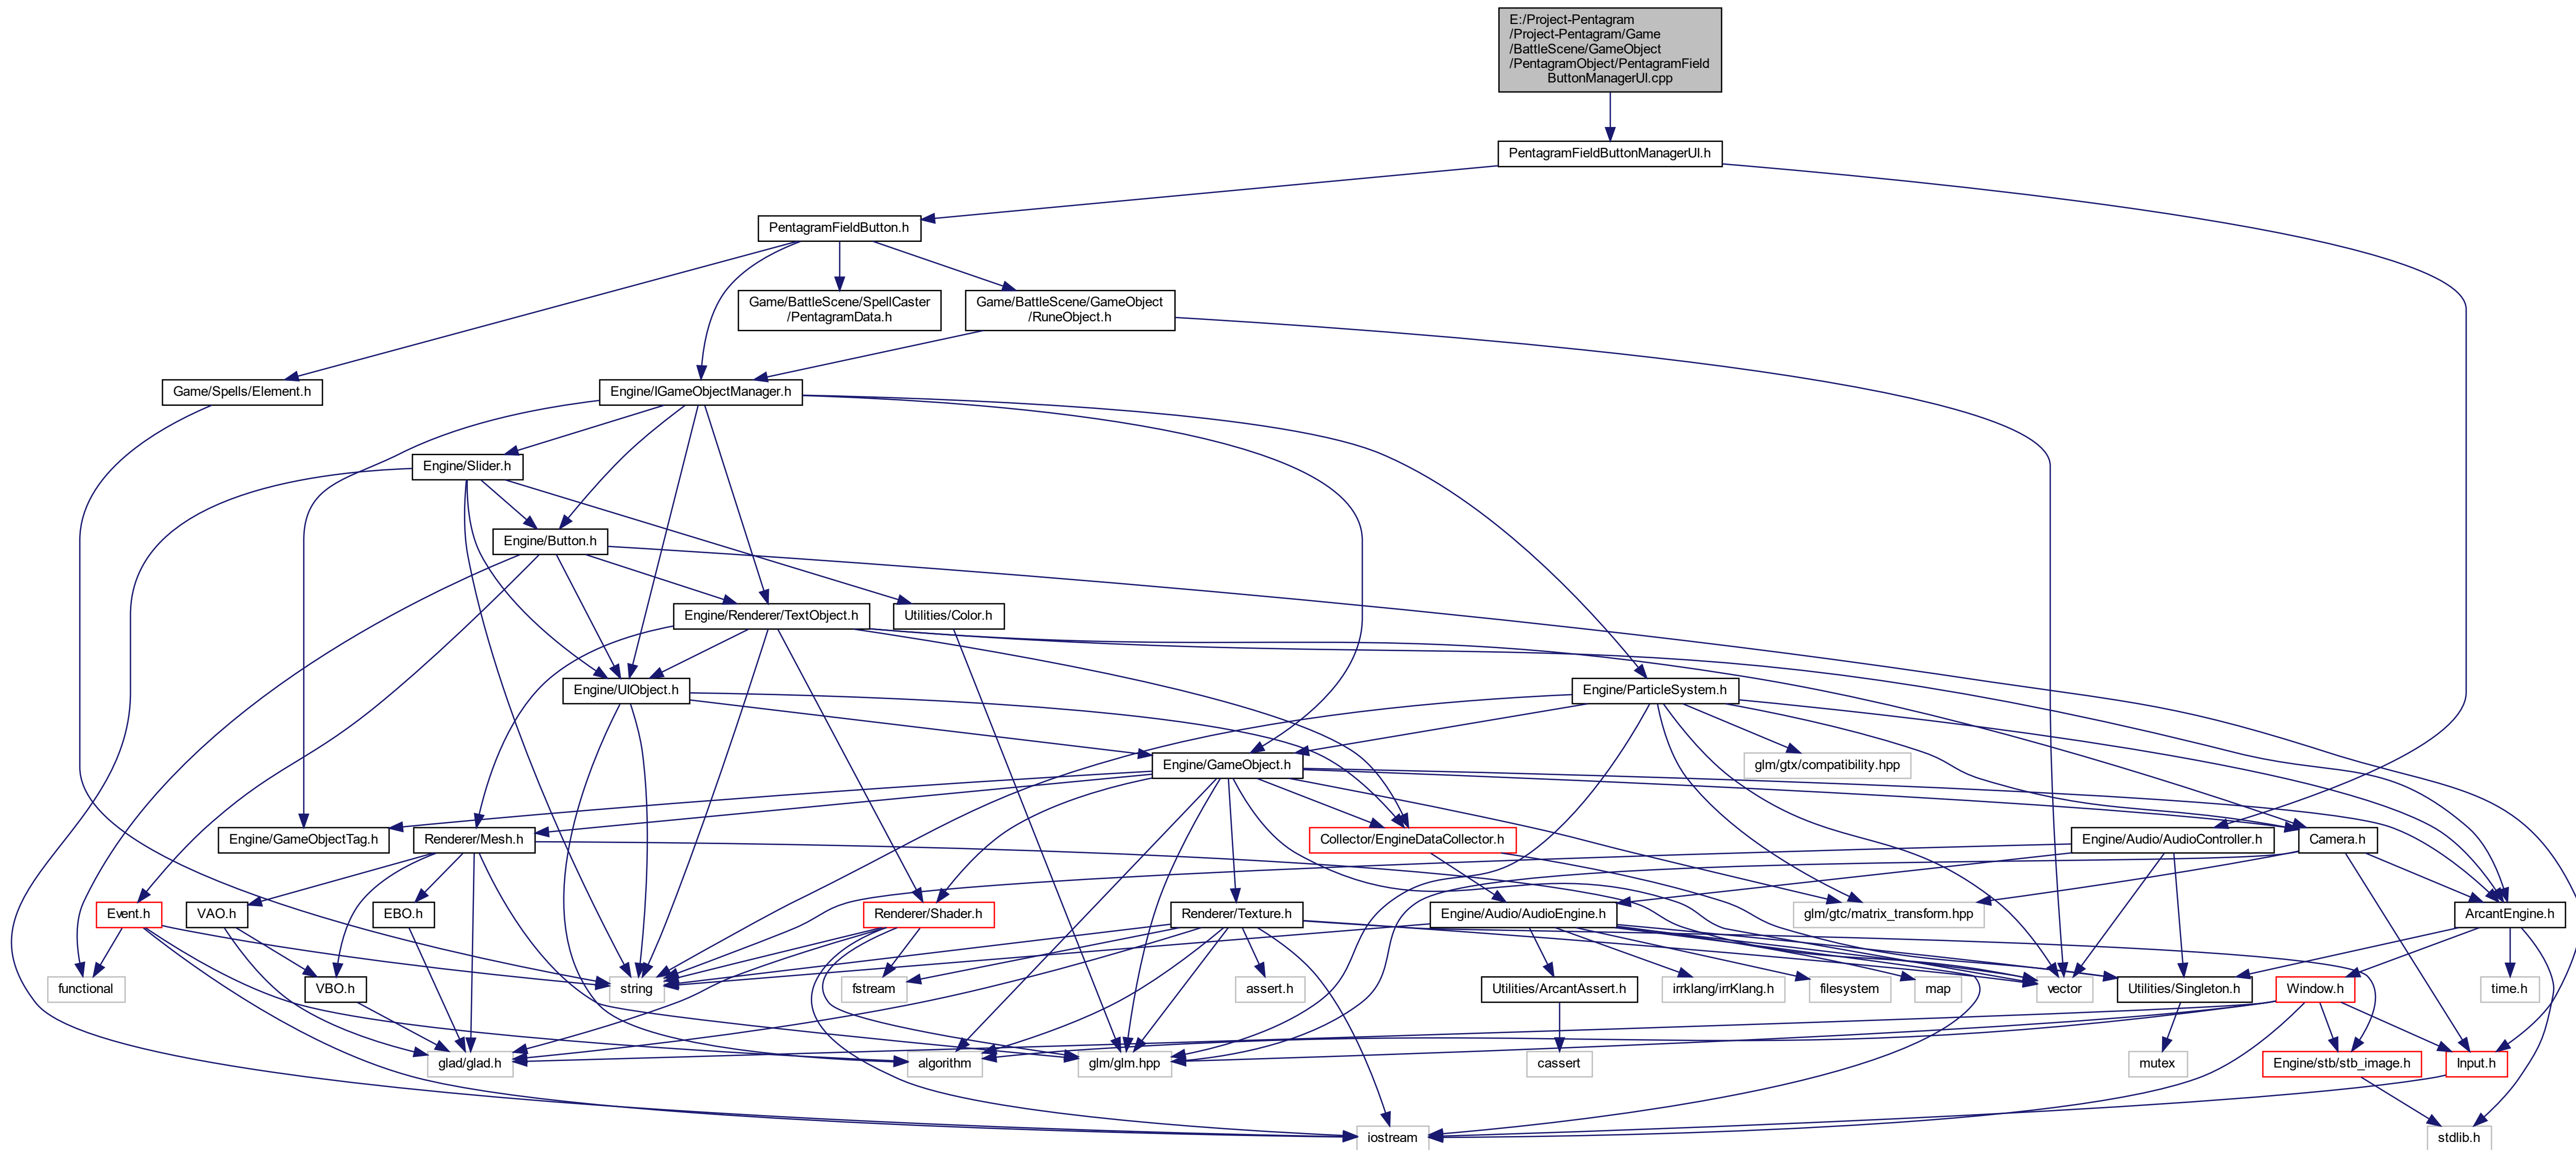 E:/Project-Pentagram
/Project-Pentagram/Game
/BattleScene/GameObject
/PentagramObject/PentagramField
ButtonManagerUI.cpp
PentagramFieldButtonManagerUI.h
PentagramFieldButton.h
Game/BattleScene/SpellCaster
/PentagramData.h
Game/BattleScene/GameObject
/RuneObject.h
Game/Spells/Element.h
Engine/IGameObjectManager.h
Engine/Slider.h
Engine/Button.h
Engine/Renderer/TextObject.h
Utilities/Color.h
Engine/UIObject.h
Engine/ParticleSystem.h
Engine/GameObject.h
glm/gtx/compatibility.hpp
Engine/GameObjectTag.h
Renderer/Mesh.h
Collector/EngineDataCollector.h
Engine/Audio/AudioController.h
Camera.h
Event.h
VAO.h
EBO.h
Renderer/Shader.h
Renderer/Texture.h
Engine/Audio/AudioEngine.h
glm/gtc/matrix_transform.hpp
ArcantEngine.h
functional
VBO.h
string
fstream
assert.h
Utilities/ArcantAssert.h
irrklang/irrKlang.h
filesystem
map
vector
Utilities/Singleton.h
Window.h
time.h
glad/glad.h
algorithm
glm/glm.hpp
cassert
mutex
Engine/stb/stb_image.h
Input.h
iostream
stdlib.h